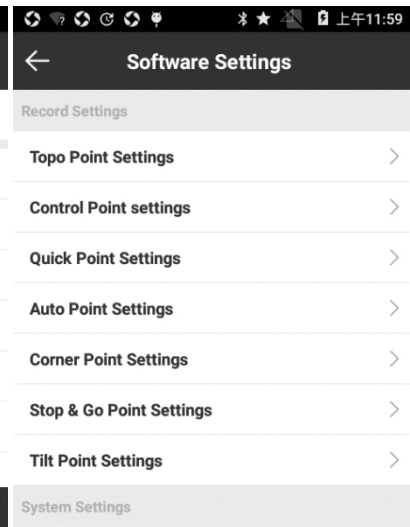 上午11:59
Software Settings
Record Settings
Topo Point Settings
Control Point settings
Quick Point Settings
Auto Point Settings
Corner Point Settings
Stop & Go Point Settings
Tilt Point Settings
System Settings